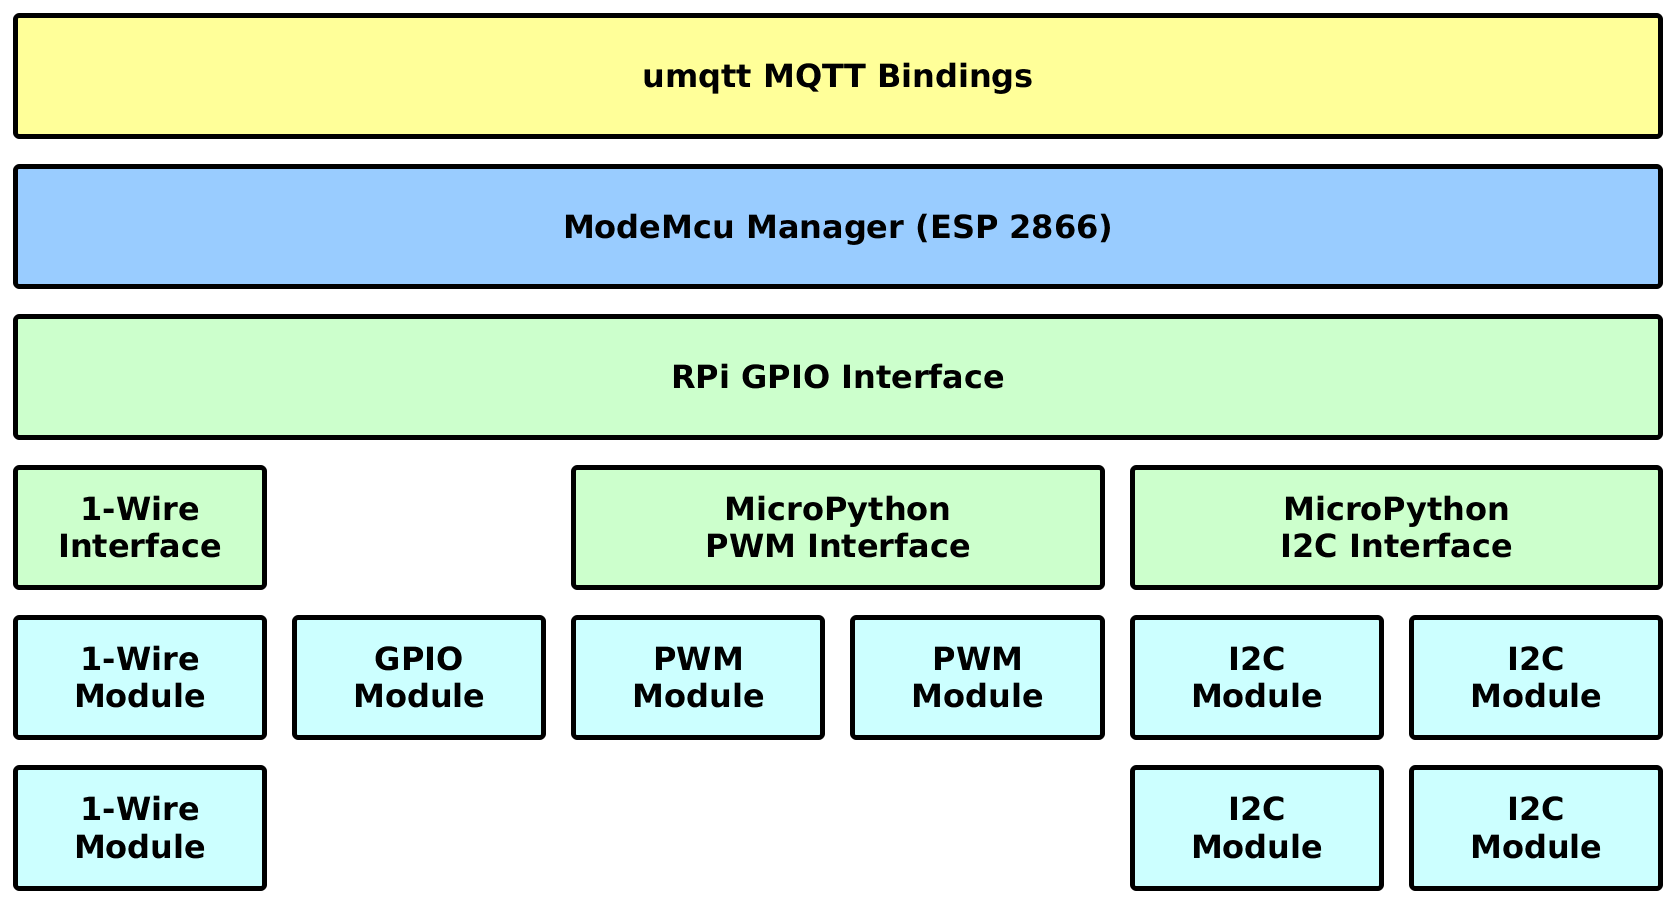 umqtt MQTT Bindings
ModeMcu Manager (ESP 2866)
RPi GPIO Interface
1-Wire
Interface
MicroPython
PWM Interface
MicroPython
I2C Interface
1-Wire
Module
GPIO
Module
PWM
Module
PWM
Module
I2C
Module
I2C
Module
1-Wire
Module
I2C
Module
I2C
Module